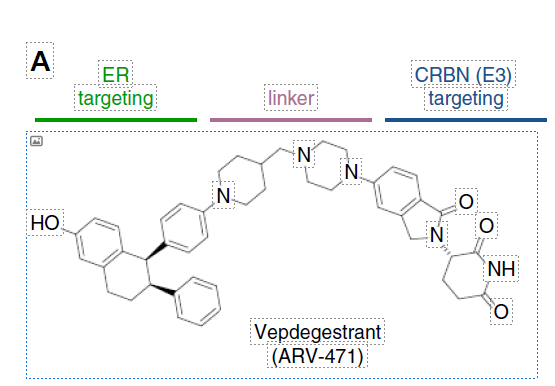 A
ER
targeting
linker
CRBN (E3)
targeting
HO
N
N
N
N
O
O
NH
O
Vepdegestrant
(ARV-471)